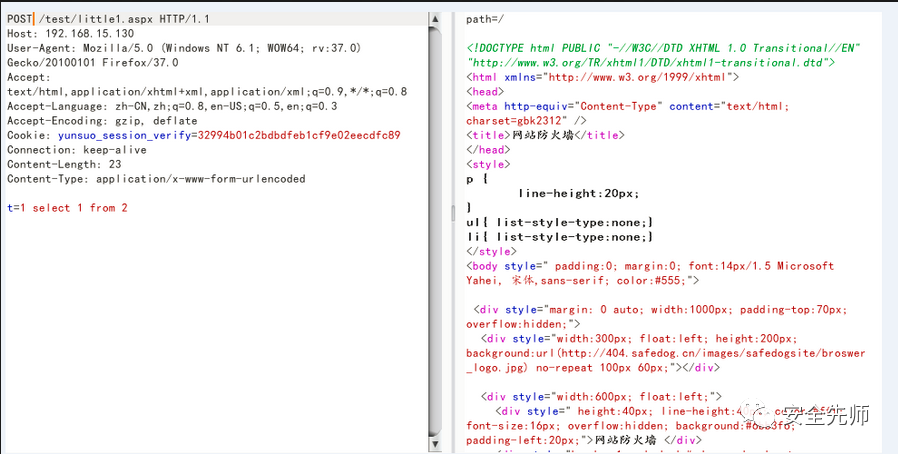 POST /test/little1.aspx HTTP/1.1
Host: 192.168.15.130
User-Agent: Mozilla/5.0 (Windows NT 6.1; WOW64; rv:37.0)
Gecko/20100101 Firefox/37.0
Accept:
text/html,application/xhtml+xml,application/xml;q=0.9,*/*;q=0.8
Accept-Language: zh-CN,zh;q=0.8,en-US;q=0.5,en;q=0.3
Accept-Encoding: gzip, deflate
Cookie: yunsuo_session_verify=32994b01c2bdbdfeb1cf9e02eecdfc89
Connection: keep-alive
Content-Length: 23
Content-Type: application/x-www-form-urlencoded
t=1 select 1 from 2
path=/
<!DOCTYPE html PUBLIC "-//W3C//DTD XHTML 1.0 Transitional//EN"
"http://www.w3.org/TR/xhtml1/DTD/xhtml1-transitional.dtd">
<html xmlns="http://www.w3.org/1999/xhtml">
<head>
<meta http-equiv="Content-Type" content="text/html;
charset=gbk2312" />
<title>网站防火墙</title>
</head>
<style>
p {
line-height:20px;
}
ul{ list-style-type:none;}
li{ list-style-type:none;}
</style>
<body style=" padding:0; margin:0; font:14px/1.5 Microsoft
Yahei, 宋体,sans-serif; color:#555;">
<div style="margin: 0 auto; width:1000px; padding-top:70px;
overflow:hidden;">
<div style="width:300px; float:left; height:200px;
background:url(http://404.safedog.cn/images/safedogsite/broswer
_logo.jpg) no-repeat 100px 60px;"></div>
<div style="width:600px; float:left;">
<div style=" height:40px; line-height:4
font-size:16px; overflow:hidden;
padding-left:20px;">网站防火墙 </div>
安全先师